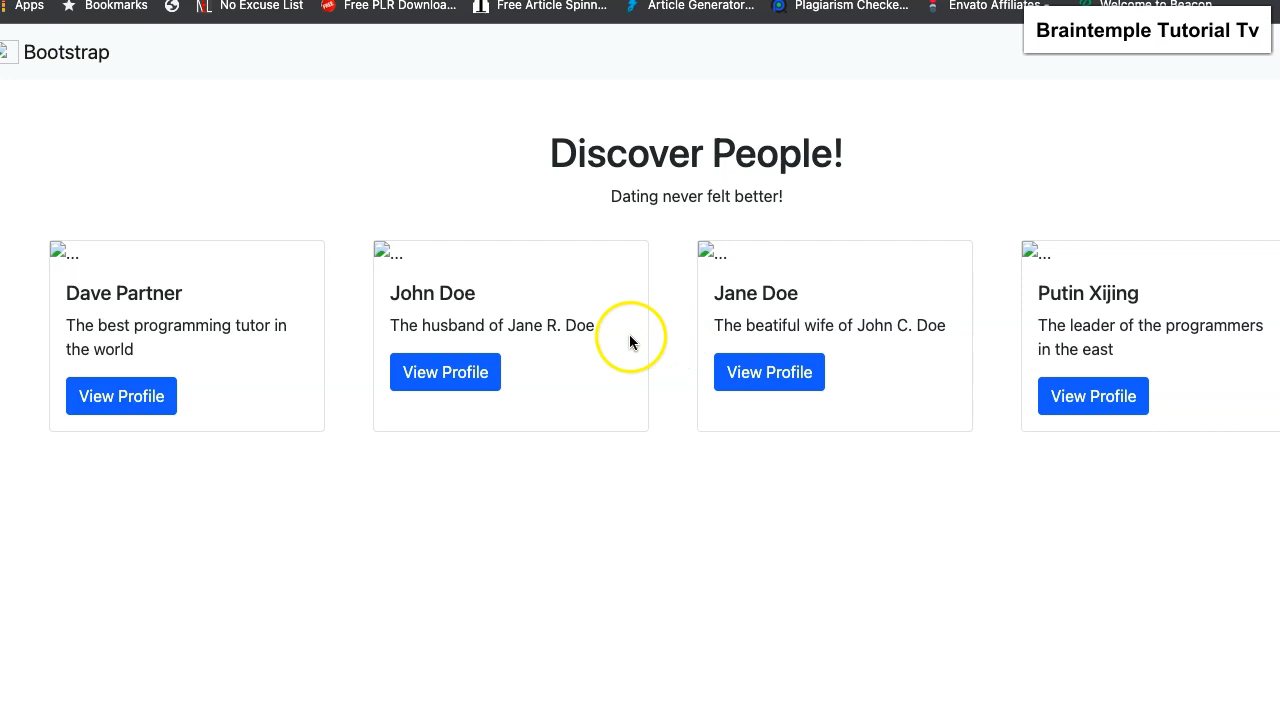 Apps Bookmarks No Excuse List Free PLR Downloa... Free Article Spinn... Article Generator... Plagiarism Checke... Envato Affiliates - Welcome to Beacon
Braintemple Tutorial Tv
Bootstrap
Discover People!
Dating never felt better!
... ... ... ...
Dave Partner
The best programming tutor in
the world
View Profile
John Doe
The husband of Jane R. Doe
View Profile
Jane Doe
The beatiful wife of John C. Doe
View Profile
Putin Xijing
The leader of the programmers
in the east
View Profile